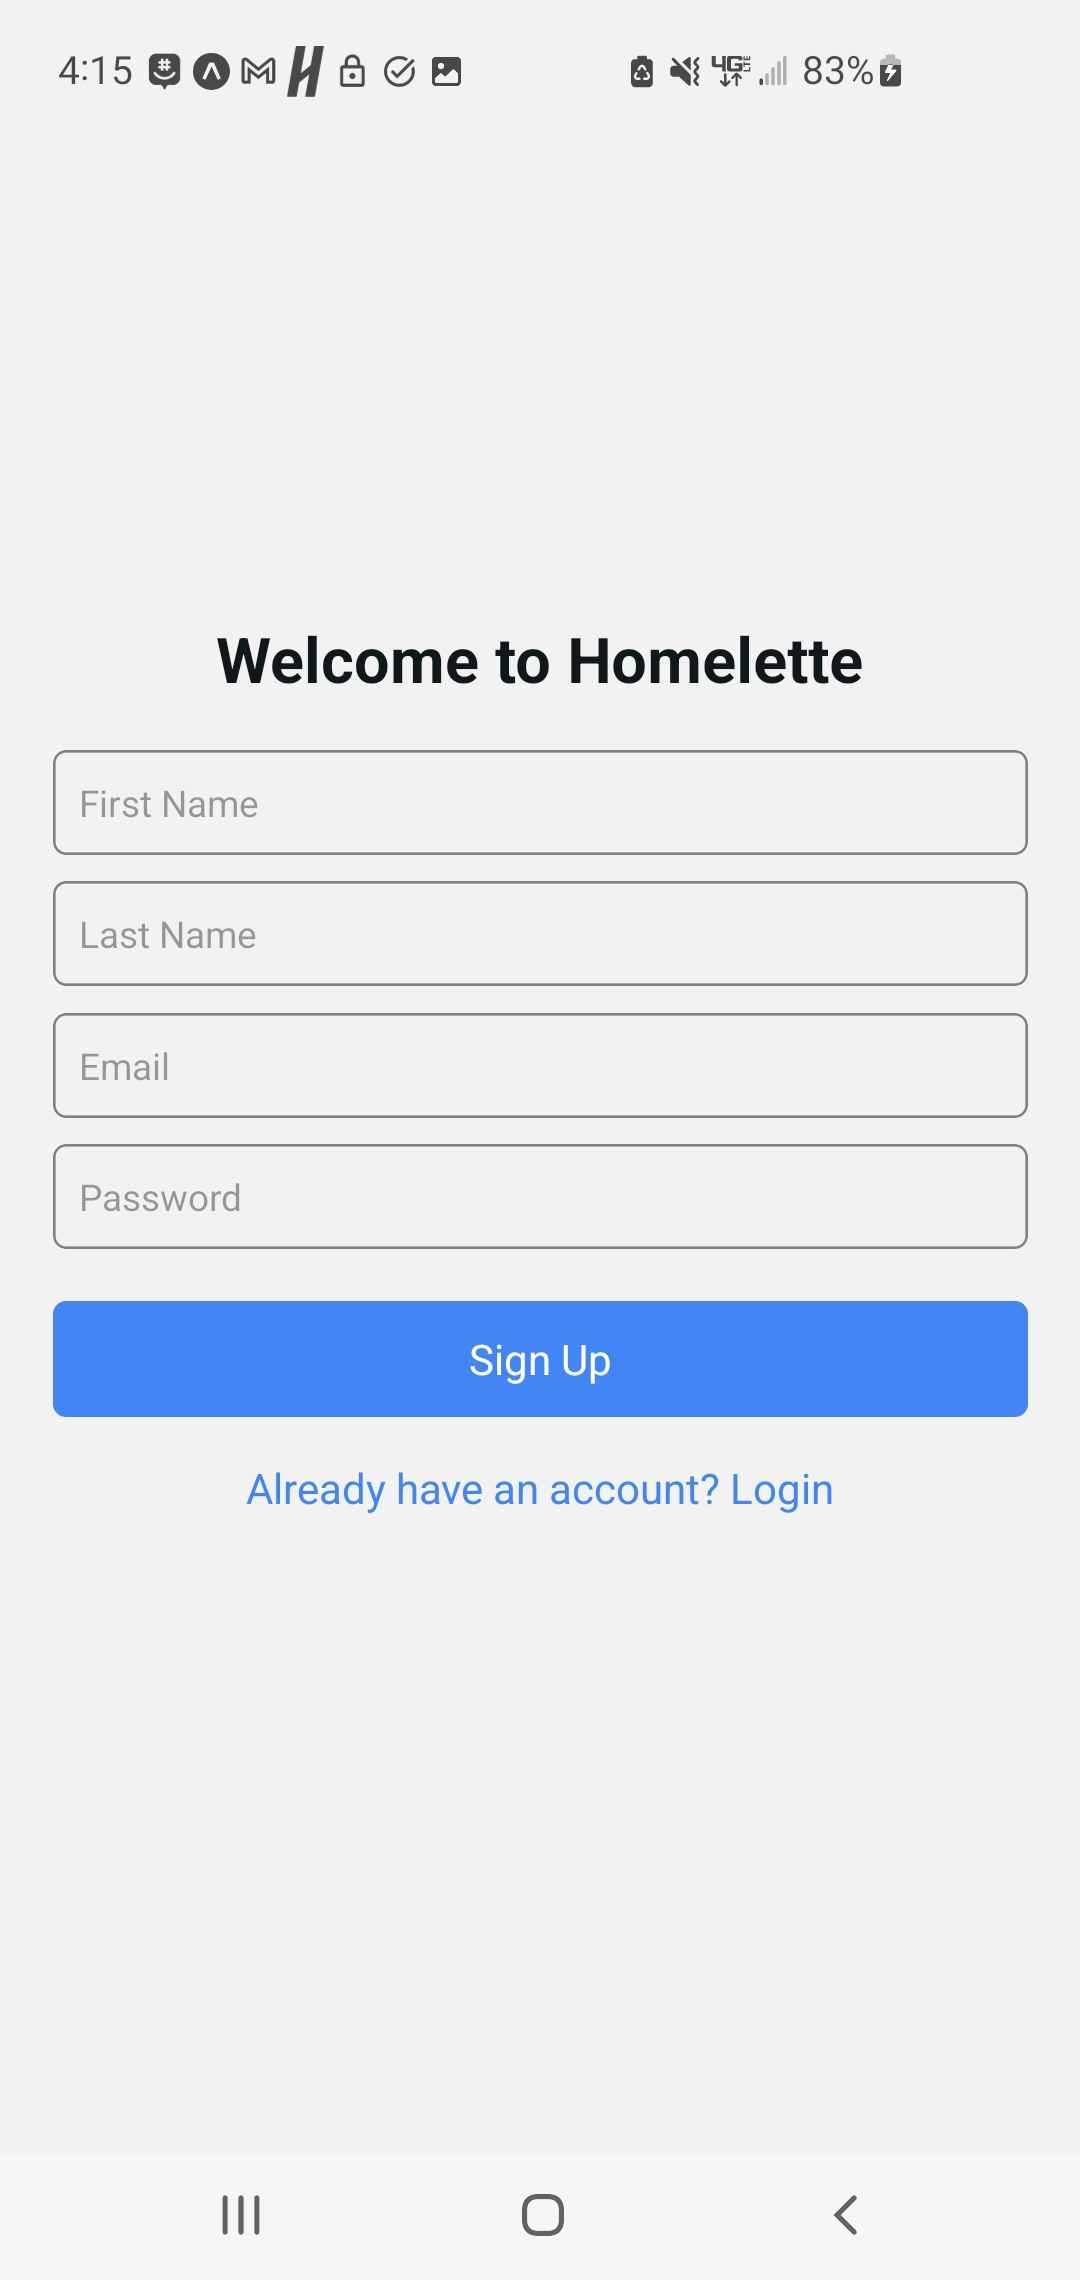 4:15 4G LTE 83%
Welcome to Homelette
First Name
Last Name
Email
Password
Sign Up
Already have an account? Login